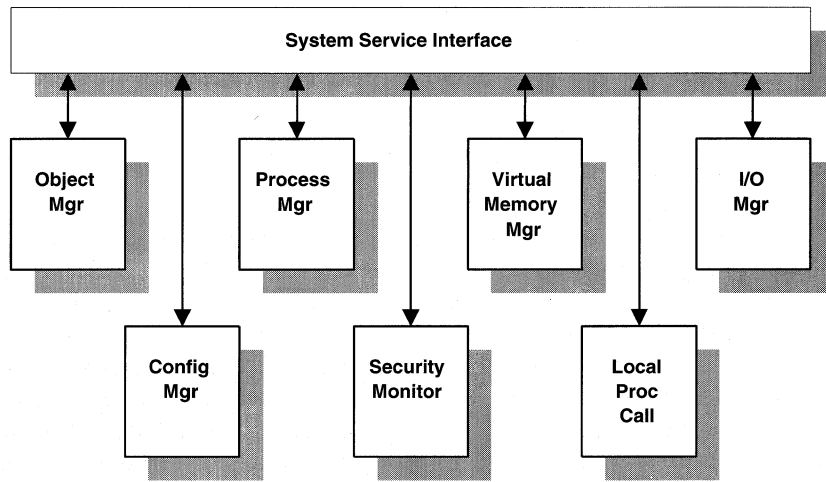 System Service Interface
Object
Mgr
Process
Mgr
Virtual
Memory
Mgr
I/O
Mgr
Config
Mgr
Security
Monitor
Local
Proc
Call